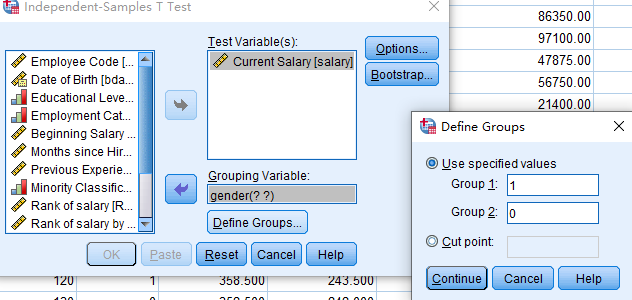 Independent-Samples T Test
Test Variable(s):
Employee Code [...
Date of Birth [bda...
Educational Leve...
Employment Cat...
Beginning Salary ...
Months since Hir...
Previous Experie...
Minority Classific...
Rank of salary [R...
Rank of salary by ...
Current Salary [salary]
Options...
Bootstrap...
Grouping Variable:
gender(? ?)
Define Groups...
OK
Paste
Reset
Cancel
Help
86350.00
97100.00
47875.00
56750.00
21400.00
Define Groups
Use specified values
Group 1:
1
Group 2:
0
Cut point:
Continue
Cancel
Help
120 1 358.500 243.500